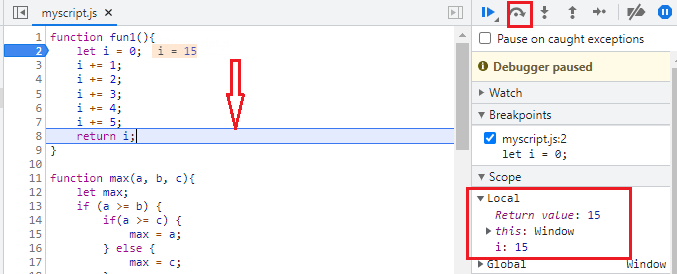 myscript.js ×
Pause on caught exceptions
1 function fun1(){
2 let i = 0; i = 15
3 i += 1;
4 i += 2;
5 i += 3;
6 i += 4;
7 i += 5;
8 return i;
9 }
10
11 function max(a, b, c){
12 let max;
13 if (a >= b) {
14 if(a >= c) {
15 max = a;
16 } else {
17 max = c;
Debugger paused
Watch
Breakpoints
myscript.js:2
let i = 0;
Scope
Local
Return value: 15
this: Window
i: 15
Global Window